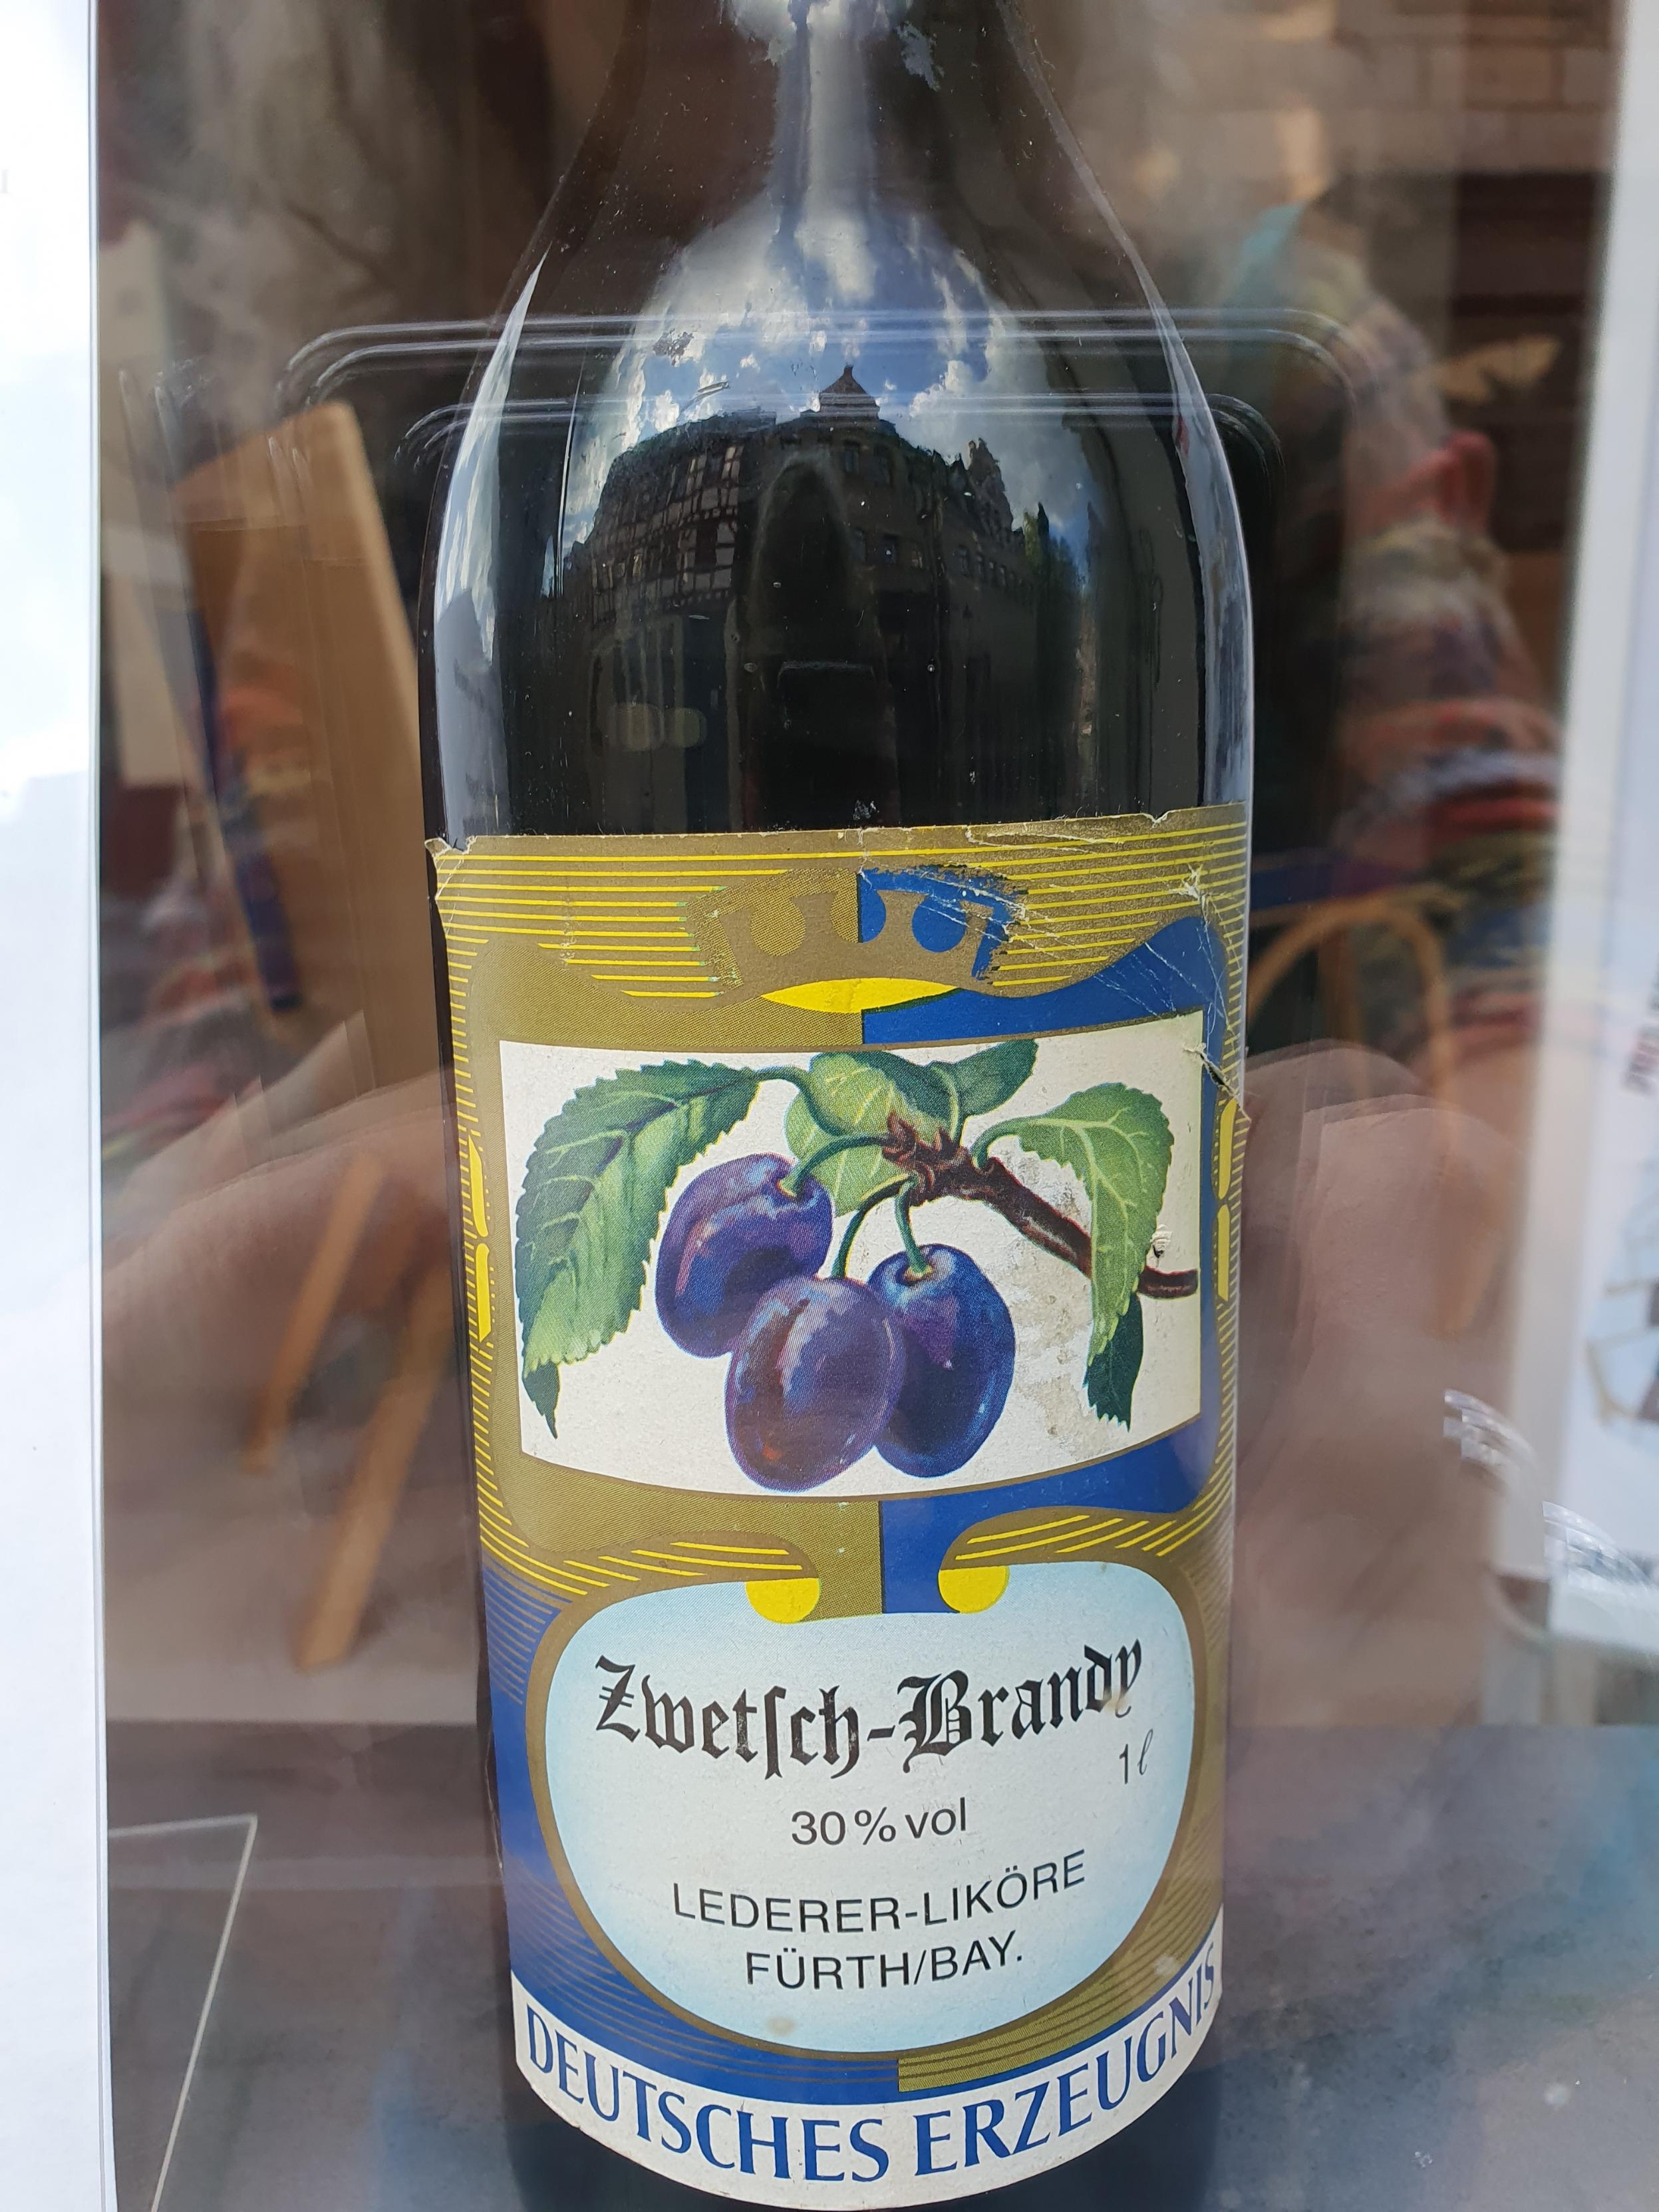 Zwetſch-Brandy
1 ℓ
30% vol
LEDERER-LIKÖRE
FÜRTH/BAY.
DEUTSCHES ERZEUGNIS